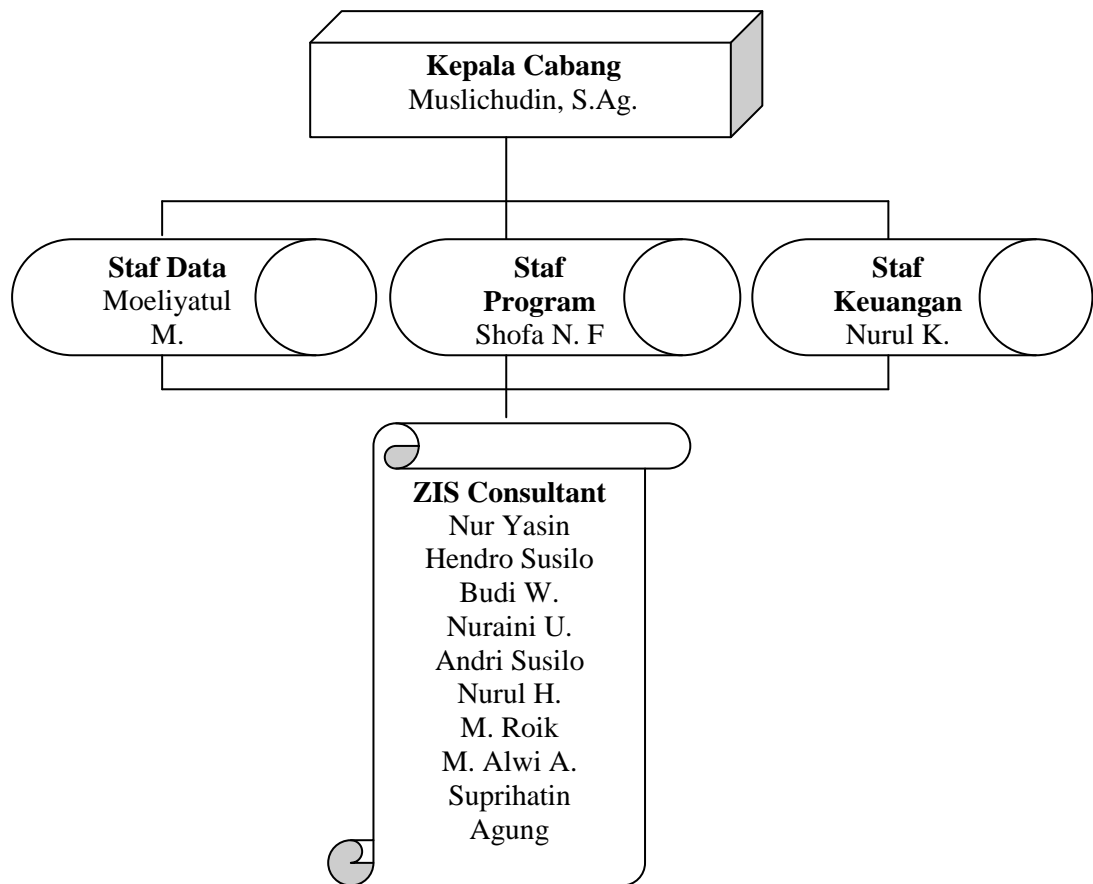 Kepala Cabang
Muslichudin, S.Ag.
Staf Data
Moeliyatul
M.
Staf
Program
Shofa N. F
Staf
Keuangan
Nurul K.
ZIS Consultant
Nur Yasin
Hendro Susilo
Budi W.
Nuraini U.
Andri Susilo
Nurul H.
M. Roik
M. Alwi A.
Suprihatin
Agung